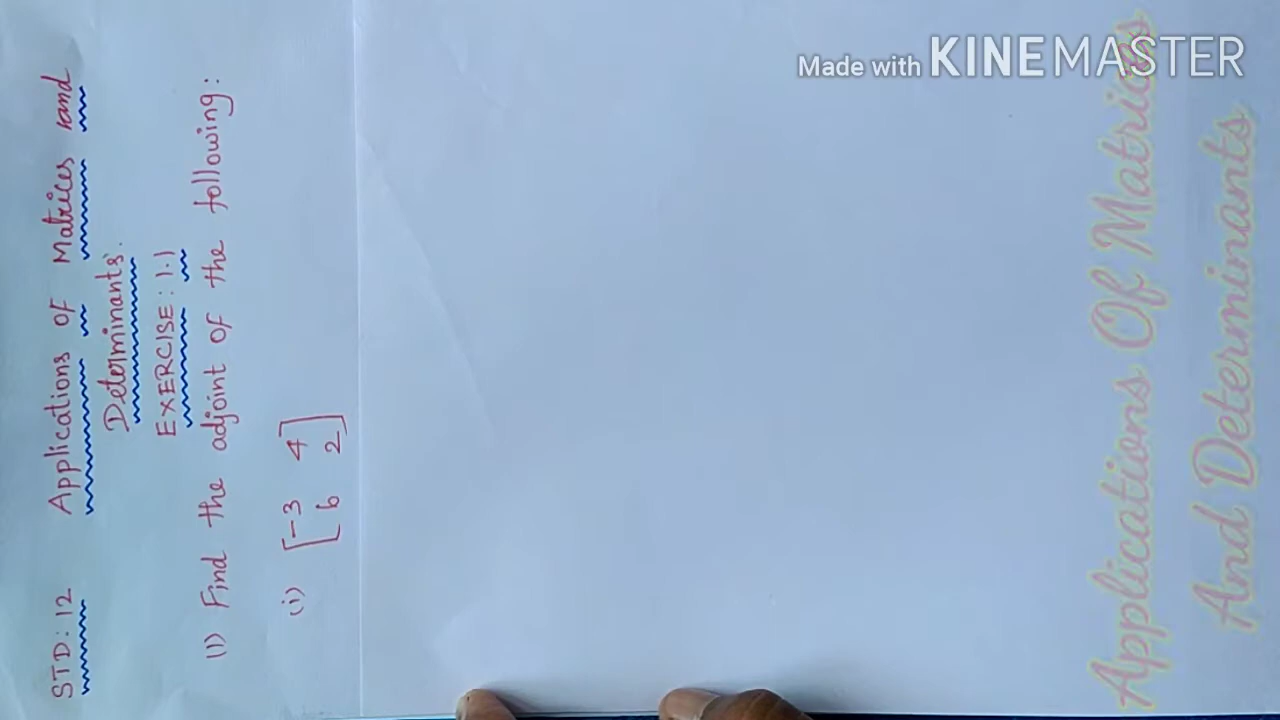 STD: 12 Applications of Matrices and
Determinants.
EXERCISE: 1.1
1) Find the adjoint of the following:
(i) [-3 4
6 2]
Made with KINEMASTER
Applications Of Matrices
And Determinants